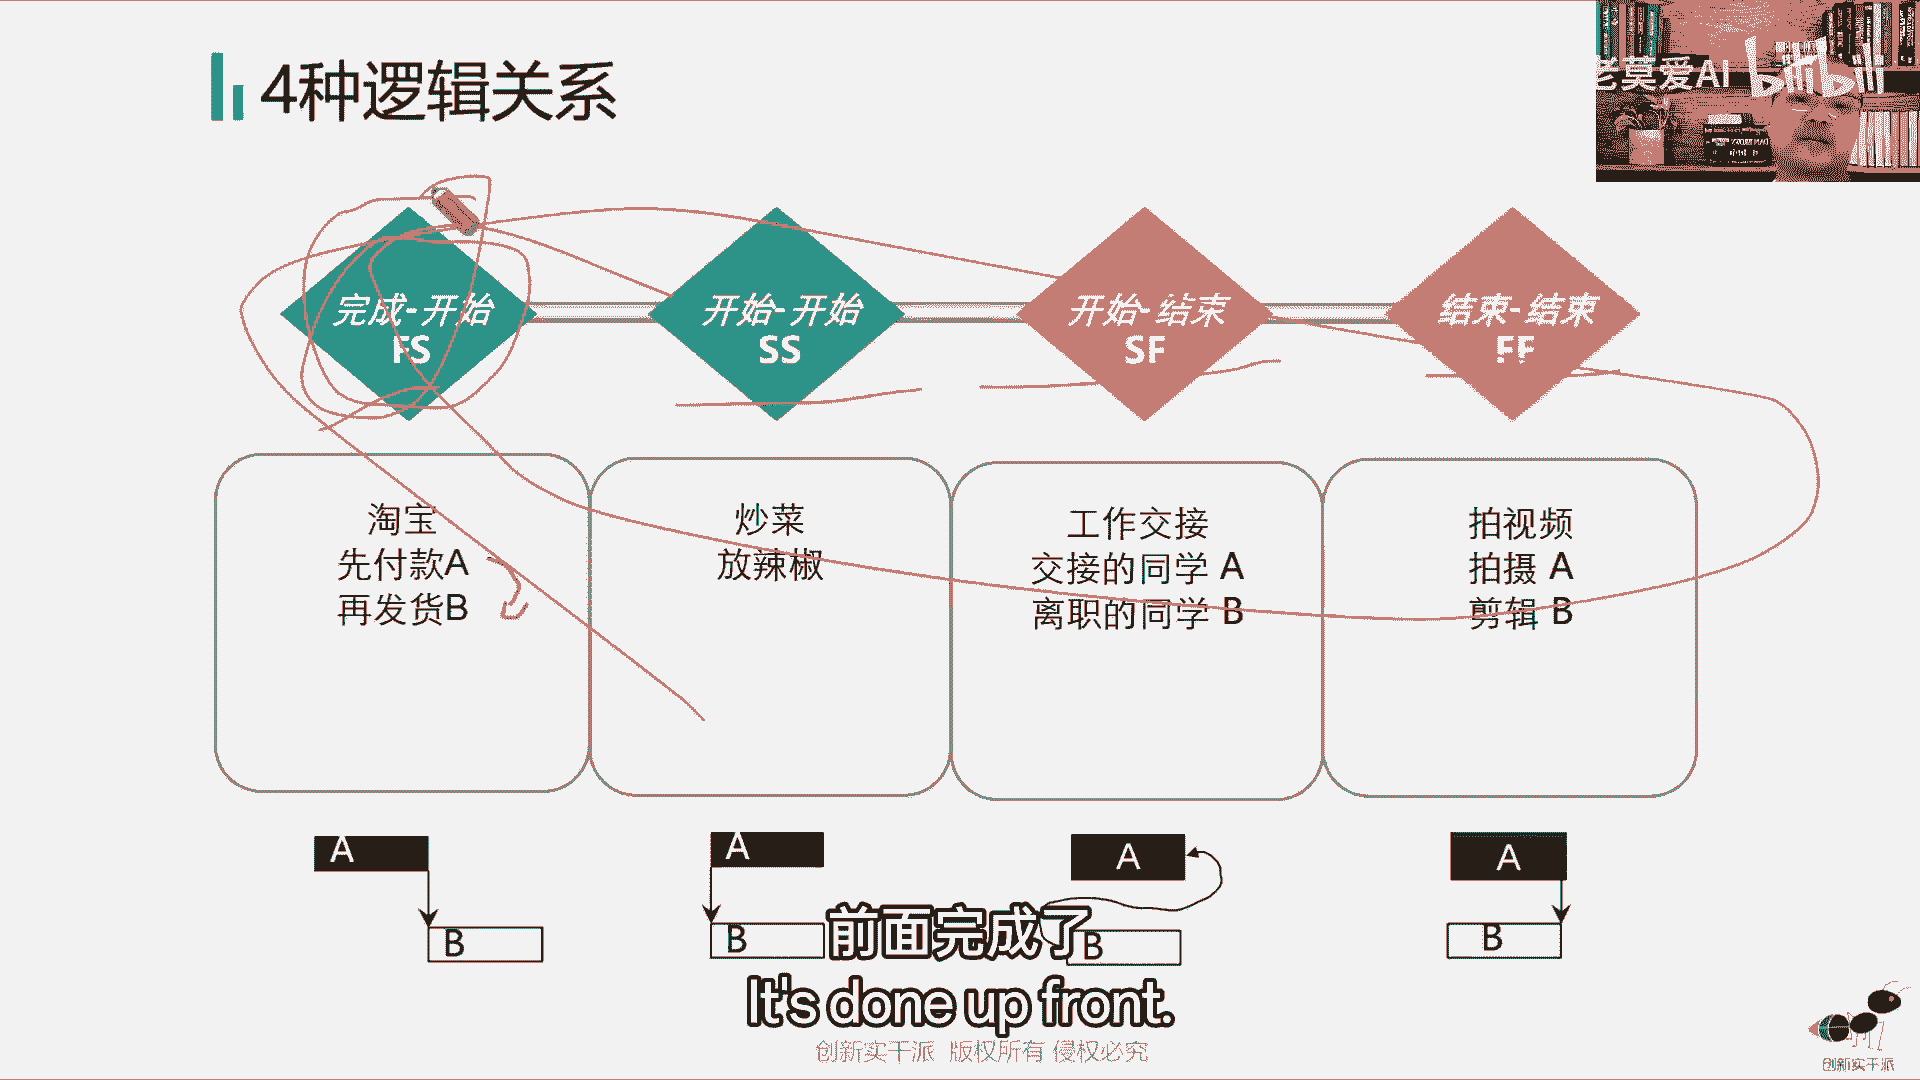 4种逻辑关系
老莫爱AI
bilibili
完成-开始
FS
开始-开始
SS
开始-结束
SF
结束-结束
FF
淘宝
先付款A
再发货B
炒菜
放辣椒
工作交接
交接的同学 A
离职的同学 B
拍视频
拍摄 A
剪辑 B
A
B
A
B
A
B
A
B
前面完成了
It's done up front.
创新实干派 版权所有 侵权必究
创新实干派